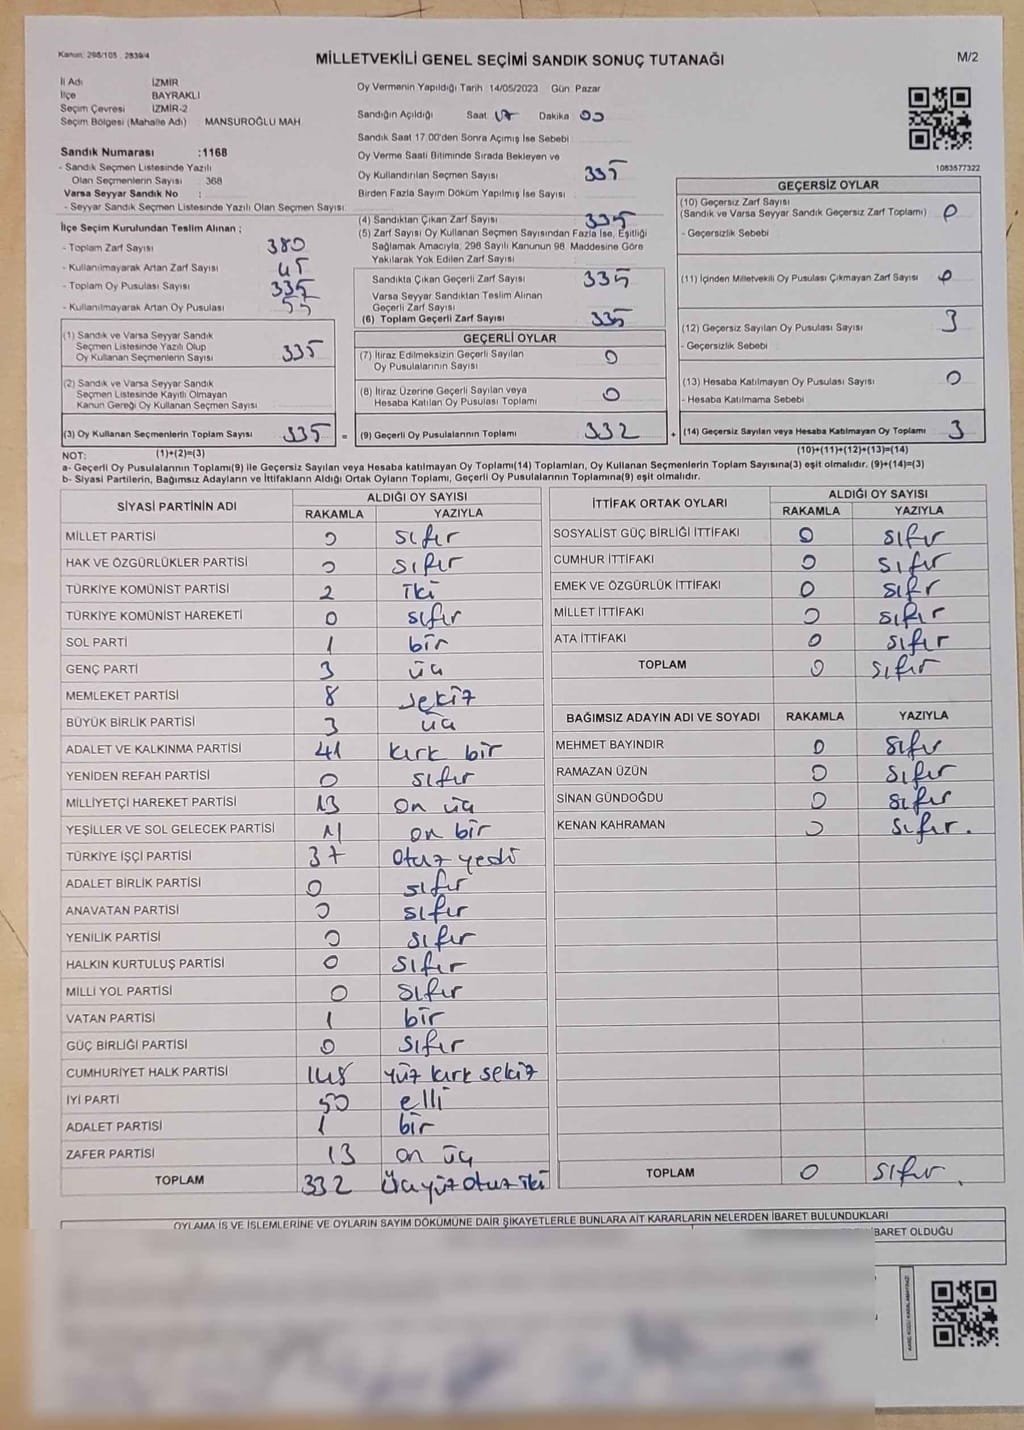 Kanun: 298/105 2839/4
MİLLETVEKİLİ GENEL SEÇİMİ SANDIK SONUÇ TUTANAĞI
M/2
İl Adı İZMİR
İlçe BAYRAKLI
Seçim Çevresi İZMİR-2
Seçim Bölgesi (Mahalle Adı) MANSUROĞLU MAH.
Sandık Numarası :1168
- Sandık Seçmen Listesinde Yazılı
Olan Seçmenlerin Sayısı : 368
Varsa Seyyar Sandık No :
- Seyyar Sandık Seçmen Listesinde Yazılı Olan Seçmen Sayısı:
İlçe Seçim Kurulundan Teslim Alınan ;
- Toplam Zarf Sayısı 380
- Kullanılmayarak Artan Zarf Sayısı 45
- Toplam Oy Pusulası Sayısı
- Kullanılmayarak Artan Oy Pusulası
(1) Sandık ve Varsa Seyyar Sandık
Seçmen Listesinde Yazılı Olup
Oy Kullanan Seçmenlerin Sayısı 335
(2) Sandık ve Varsa Seyyar Sandık
Seçmen Listesinde Kayıtlı Olmayan
Kanun Gereği Oy Kullanan Seçmen Sayısı
(3) Oy Kullanan Seçmenlerin Toplam Sayısı 335 =
(1)+(2)=(3)
Oy Vermenin Yapıldığı Tarih 14/05/2023 Gün Pazar
Sandığın Açıldığı Saat 17 Dakika 00
Sandık Saat 17.00'den Sonra Açılmış İse Sebebi
Oy Verme Saati Bitiminde Sırada Bekleyen ve
Oy Kullandırılan Seçmen Sayısı 335
Birden Fazla Sayım Döküm Yapılmış İse Sayısı
(4) Sandıktan Çıkan Zarf Sayısı 335
(5) Zarf Sayısı Oy Kullanan Seçmen Sayısından Fazla İse, Eşitliği
Sağlamak Amacıyla, 298 Sayılı Kanunun 98. Maddesine Göre
Yakılarak Yok Edilen Zarf Sayısı
Sandıkta Çıkan Geçerli Zarf Sayısı 335
Varsa Seyyar Sandıktan Teslim Alınan
Geçerli Zarf Sayısı
(6) Toplam Geçerli Zarf Sayısı 335
GEÇERLİ OYLAR
(7) İtiraz Edilmeksizin Geçerli Sayılan
Oy Pusulalarının Sayısı 0
(8) İtiraz Üzerine Geçerli Sayılan veya
Hesaba Katılan Oy Pusulası Toplamı 0
(9) Geçerli Oy Pusulalarının Toplamı 332 +
1083577322
GEÇERSİZ OYLAR
(10) Geçersiz Zarf Sayısı
(Sandık ve Varsa Seyyar Sandık Geçersiz Zarf Toplamı) 0
- Geçersizlik Sebebi
(11) İçinden Milletvekili Oy Pusulası Çıkmayan Zarf Sayısı 0
(12) Geçersiz Sayılan Oy Pusulası Sayısı 3
- Geçersizlik Sebebi
(13) Hesaba Katılmayan Oy Pusulası Sayısı 0
- Hesaba Katılmama Sebebi
(14) Geçersiz Sayılan veya Hesaba Katılmayan Oy Toplamı 3
(10)+(11)+(12)+(13)=(14)
NOT:
a- Geçerli Oy Pusulalarının Toplamı(9) ile Geçersiz Sayılan veya Hesaba katılmayan Oy Toplamı(14) Toplamları, Oy Kullanan Seçmenlerin Toplam Sayısına(3) eşit olmalıdır. (9)+(14)=(3)
b- Siyasi Partilerin, Bağımsız Adayların ve İttifakların Aldığı Ortak Oyların Toplamı, Geçerli Oy Pusulalarının Toplamına(9) eşit olmalıdır.
SİYASİ PARTİNİN ADI ALDIĞI OY SAYISI
RAKAMLA YAZIYLA
MİLLET PARTİSİ 0 sıfır
HAK VE ÖZGÜRLÜKLER PARTİSİ 0 sıfır
TÜRKİYE KOMÜNİST PARTİSİ 2 iki
TÜRKİYE KOMÜNİST HAREKETİ 0 sıfır
SOL PARTİ 1 bir
GENÇ PARTİ 3 üç
MEMLEKET PARTİSİ 8 sekiz
BÜYÜK BİRLİK PARTİSİ 3 üç
ADALET VE KALKINMA PARTİSİ 41 kırk bir
YENİDEN REFAH PARTİSİ 0 sıfır
MİLLİYETÇİ HAREKET PARTİSİ 13 on üç
YEŞİLLER VE SOL GELECEK PARTİSİ 11 on bir
TÜRKİYE İŞÇİ PARTİSİ 37 otuz yedi
ADALET BİRLİK PARTİSİ 0 sıfır
ANAVATAN PARTİSİ 0 sıfır
YENİLİK PARTİSİ 0 sıfır
HALKIN KURTULUŞ PARTİSİ 0 sıfır
MİLLİ YOL PARTİSİ 0 sıfır
VATAN PARTİSİ 1 bir
GÜÇ BİRLİĞİ PARTİSİ 0 sıfır
CUMHURİYET HALK PARTİSİ 148 yüz kırk sekiz
İYİ PARTİ 50 elli
ADALET PARTİSİ 1 bir
ZAFER PARTİSİ 13 on üç
TOPLAM 332 üçyüzotuz iki
İTTİFAK ORTAK OYLARI ALDIĞI OY SAYISI
RAKAMLA YAZIYLA
SOSYALİST GÜÇ BİRLİĞİ İTTİFAKI 0 sıfır
CUMHUR İTTİFAKI 0 sıfır
EMEK VE ÖZGÜRLÜK İTTİFAKI 0 sıfır
MİLLET İTTİFAKI 0 sıfır
ATA İTTİFAKI 0 sıfır
TOPLAM 0 sıfır
BAĞIMSIZ ADAYIN ADI VE SOYADI RAKAMLA YAZIYLA
MEHMET BAYINDIR 0 sıfır
RAMAZAN ÜZÜN 0 sıfır
SİNAN GÜNDOĞDU 0 sıfır
KENAN KAHRAMAN 0 sıfır.
TOPLAM 0 sıfır
OYLAMA İŞ VE İŞLEMLERİNE VE OYLARIN SAYIM DÖKÜMÜNE DAİR ŞİKAYETLERLE BUNLARA AİT KARARLARIN NELERDEN İBARET BULUNDUKLARI
İBARET OLDUĞU